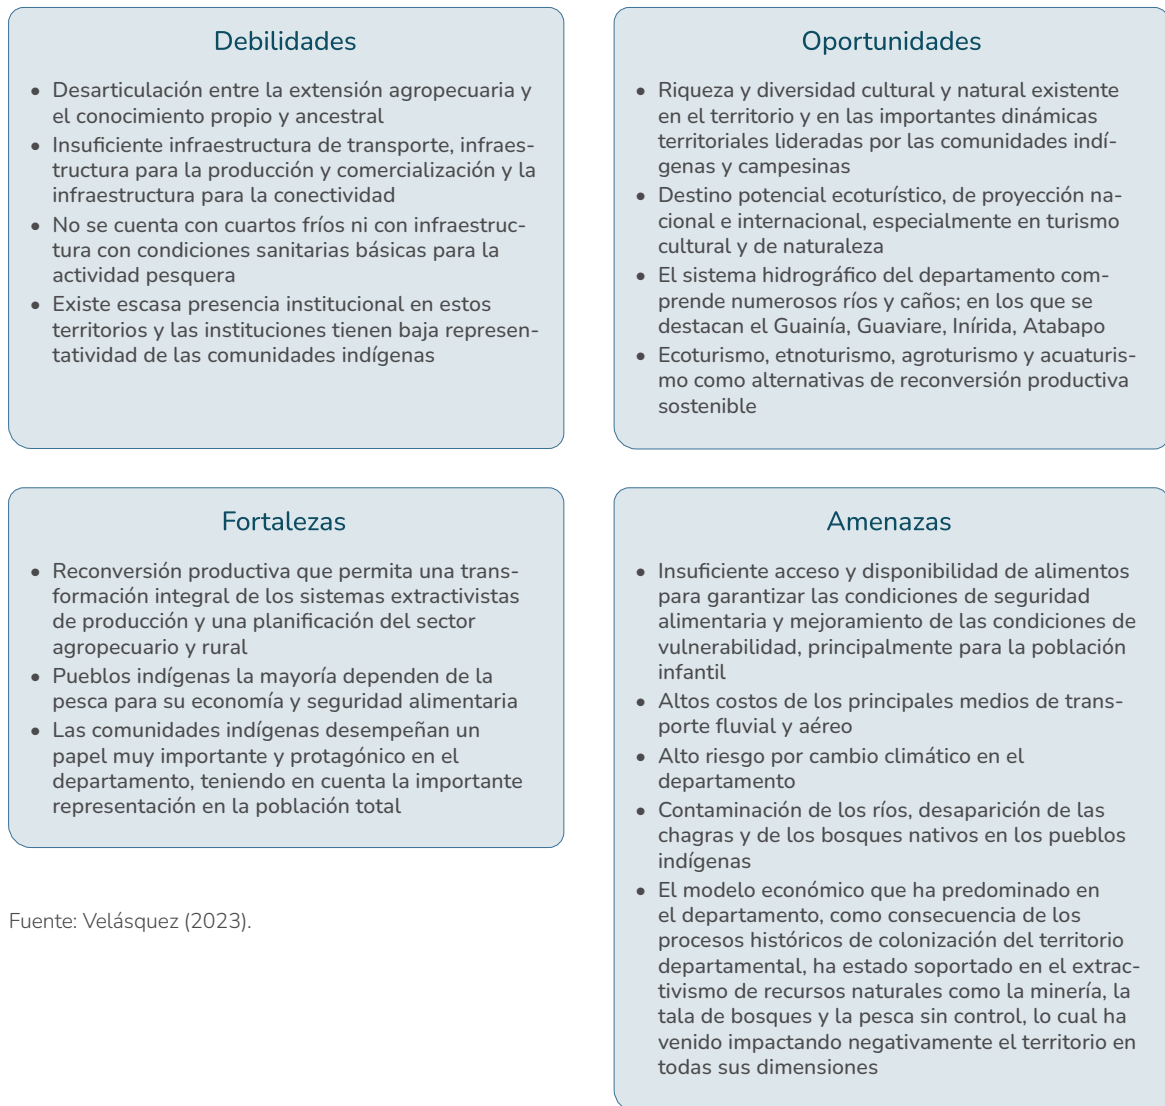 Debilidades
• Desarticulación entre la extensión agropecuaria y
el conocimiento propio y ancestral
• Insuficiente infraestructura de transporte, infraes-
tructura para la producción y comercialización y la
infraestructura para la conectividad
• No se cuenta con cuartos fríos ni con infraestruc-
tura con condiciones sanitarias básicas para la
actividad pesquera
• Existe escasa presencia institucional en estos
territorios y las instituciones tienen baja represen-
tatividad de las comunidades indígenas
Oportunidades
• Riqueza y diversidad cultural y natural existente
en el territorio y en las importantes dinámicas
territoriales lideradas por las comunidades indí-
genas y campesinas
• Destino potencial ecoturístico, de proyección na-
cional e internacional, especialmente en turismo
cultural y de naturaleza
• El sistema hidrográfico del departamento com-
prende numerosos ríos y caños; en los que se
destacan el Guainía, Guaviare, Inírida, Atabapo
• Ecoturismo, etnoturismo, agroturismo y acuaturis-
mo como alternativas de reconversión productiva
sostenible
Fortalezas
• Reconversión productiva que permita una trans-
formación integral de los sistemas extractivistas
de producción y una planificación del sector
agropecuario y rural
• Pueblos indígenas la mayoría dependen de la
pesca para su economía y seguridad alimentaria
• Las comunidades indígenas desempeñan un
papel muy importante y protagónico en el
departamento, teniendo en cuenta la importante
representación en la población total
Amenazas
• Insuficiente acceso y disponibilidad de alimentos
para garantizar las condiciones de seguridad
alimentaria y mejoramiento de las condiciones de
vulnerabilidad, principalmente para la población
infantil
• Altos costos de los principales medios de trans-
porte fluvial y aéreo
• Alto riesgo por cambio climático en el
departamento
• Contaminación de los ríos, desaparición de las
chagras y de los bosques nativos en los pueblos
indígenas
• El modelo económico que ha predominado en
el departamento, como consecuencia de los
procesos históricos de colonización del territorio
departamental, ha estado soportado en el extrac-
tivismo de recursos naturales como la minería, la
tala de bosques y la pesca sin control, lo cual ha
venido impactando negativamente el territorio en
todas sus dimensiones
Fuente: Velásquez (2023).